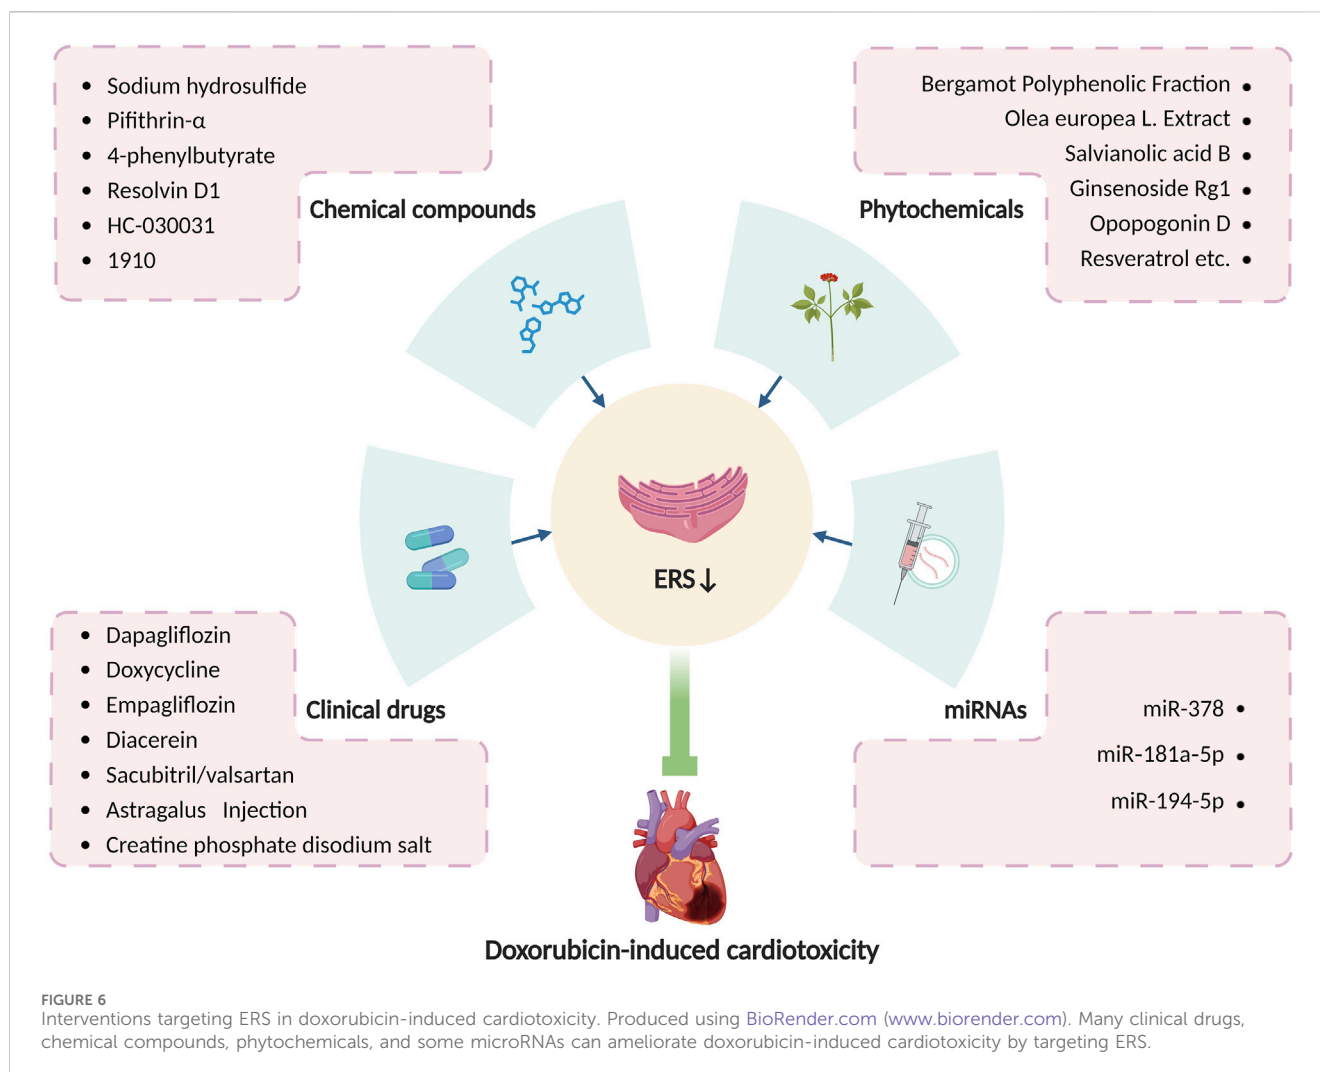 Sodium hydrosulfide
Pifithrin-α
4-phenylbutyrate
Resolvin D1
HC-030031
1910
Chemical compounds
Bergamot Polyphenolic Fraction
Olea europea L. Extract
Salvianolic acid B
Ginsenoside Rg1
Opopogonin D
Resveratrol etc.
Phytochemicals
ERS↓
Dapagliflozin
Doxycycline
Empagliflozin
Diacerein
Sacubitril/valsartan
Astragalus Injection
Creatine phosphate disodium salt
Clinical drugs
miRNAs
miR-378
miR-181a-5p
miR-194-5p
Doxorubicin-induced cardiotoxicity
FIGURE 6
Interventions targeting ERS in doxorubicin-induced cardiotoxicity. Produced using BioRender.com (www.biorender.com). Many clinical drugs,
chemical compounds, phytochemicals, and some microRNAs can ameliorate doxorubicin-induced cardiotoxicity by targeting ERS.